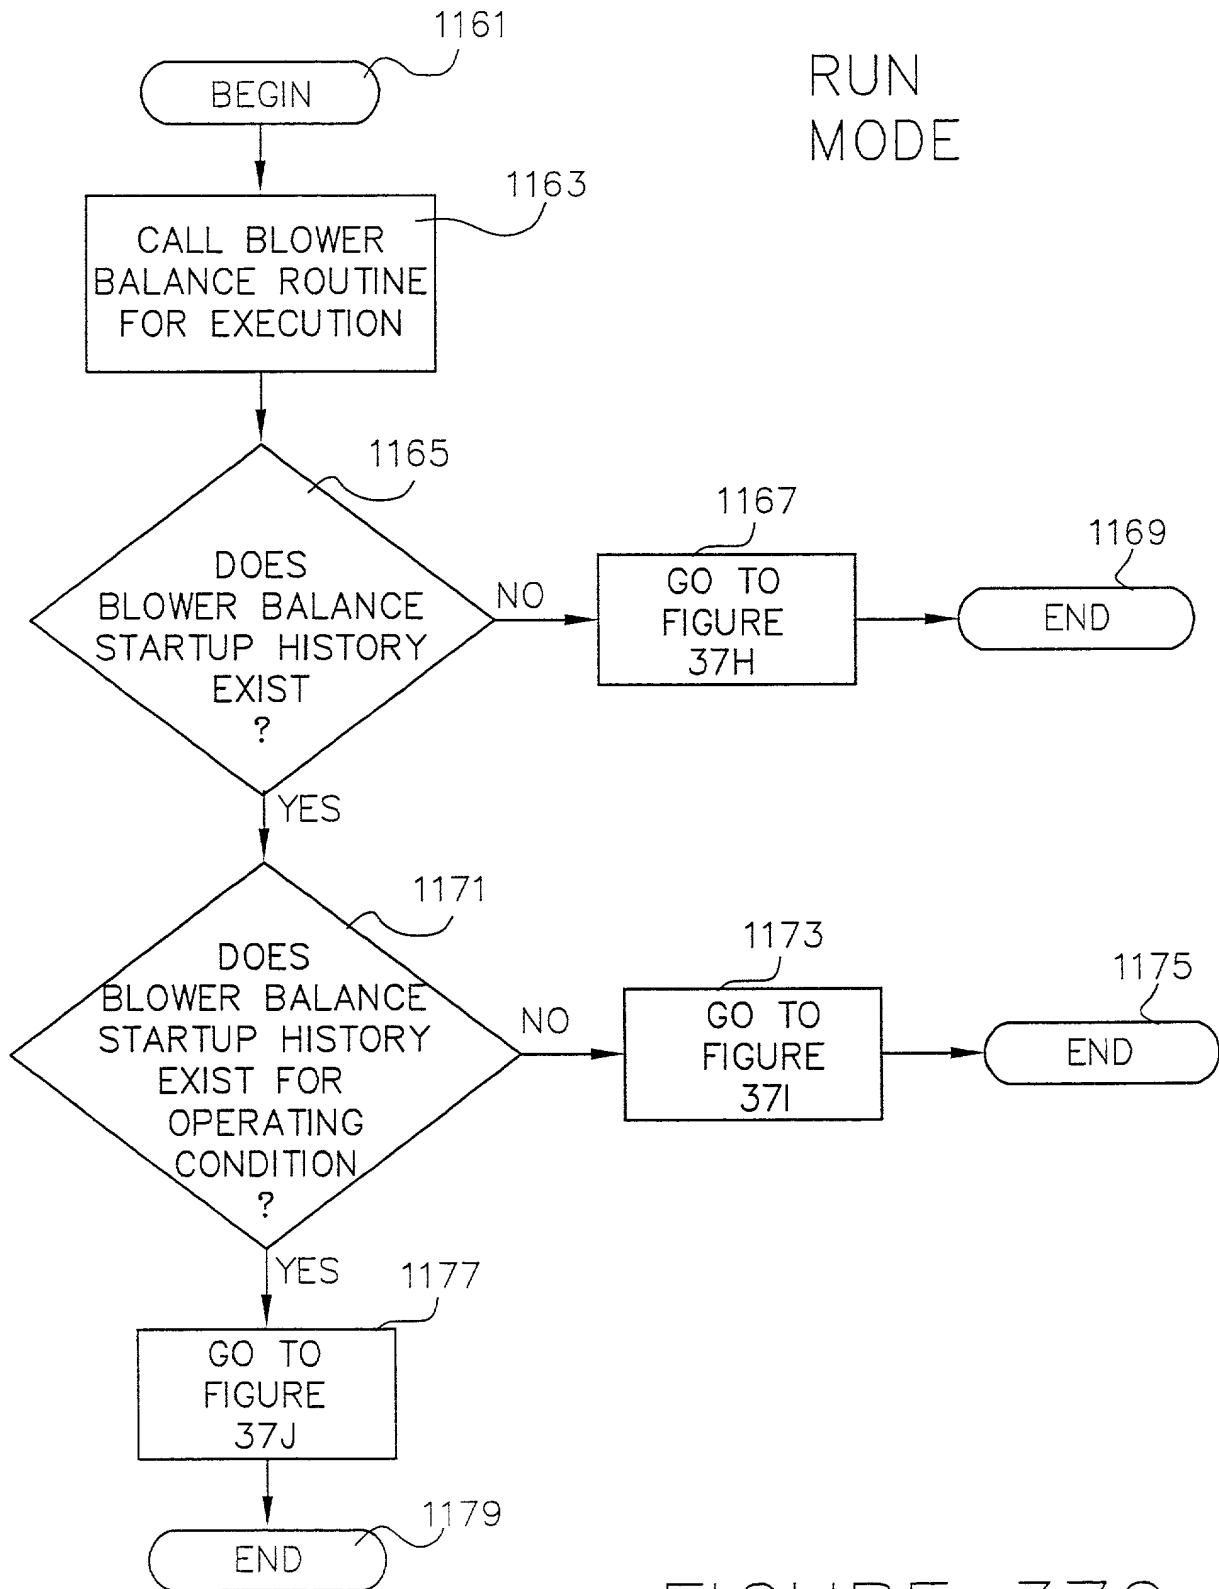 1161
BEGIN
RUN
MODE
1163
CALL BLOWER
BALANCE ROUTINE
FOR EXECUTION
1165
DOES
BLOWER BALANCE
STARTUP HISTORY
EXIST
?
NO
1167
GO TO
FIGURE
37H
1169
END
YES
1171
DOES
BLOWER BALANCE
STARTUP HISTORY
EXIST FOR
OPERATING
CONDITION
?
NO
1173
GO TO
FIGURE
37I
1175
END
YES
1177
GO TO
FIGURE
37J
1179
END